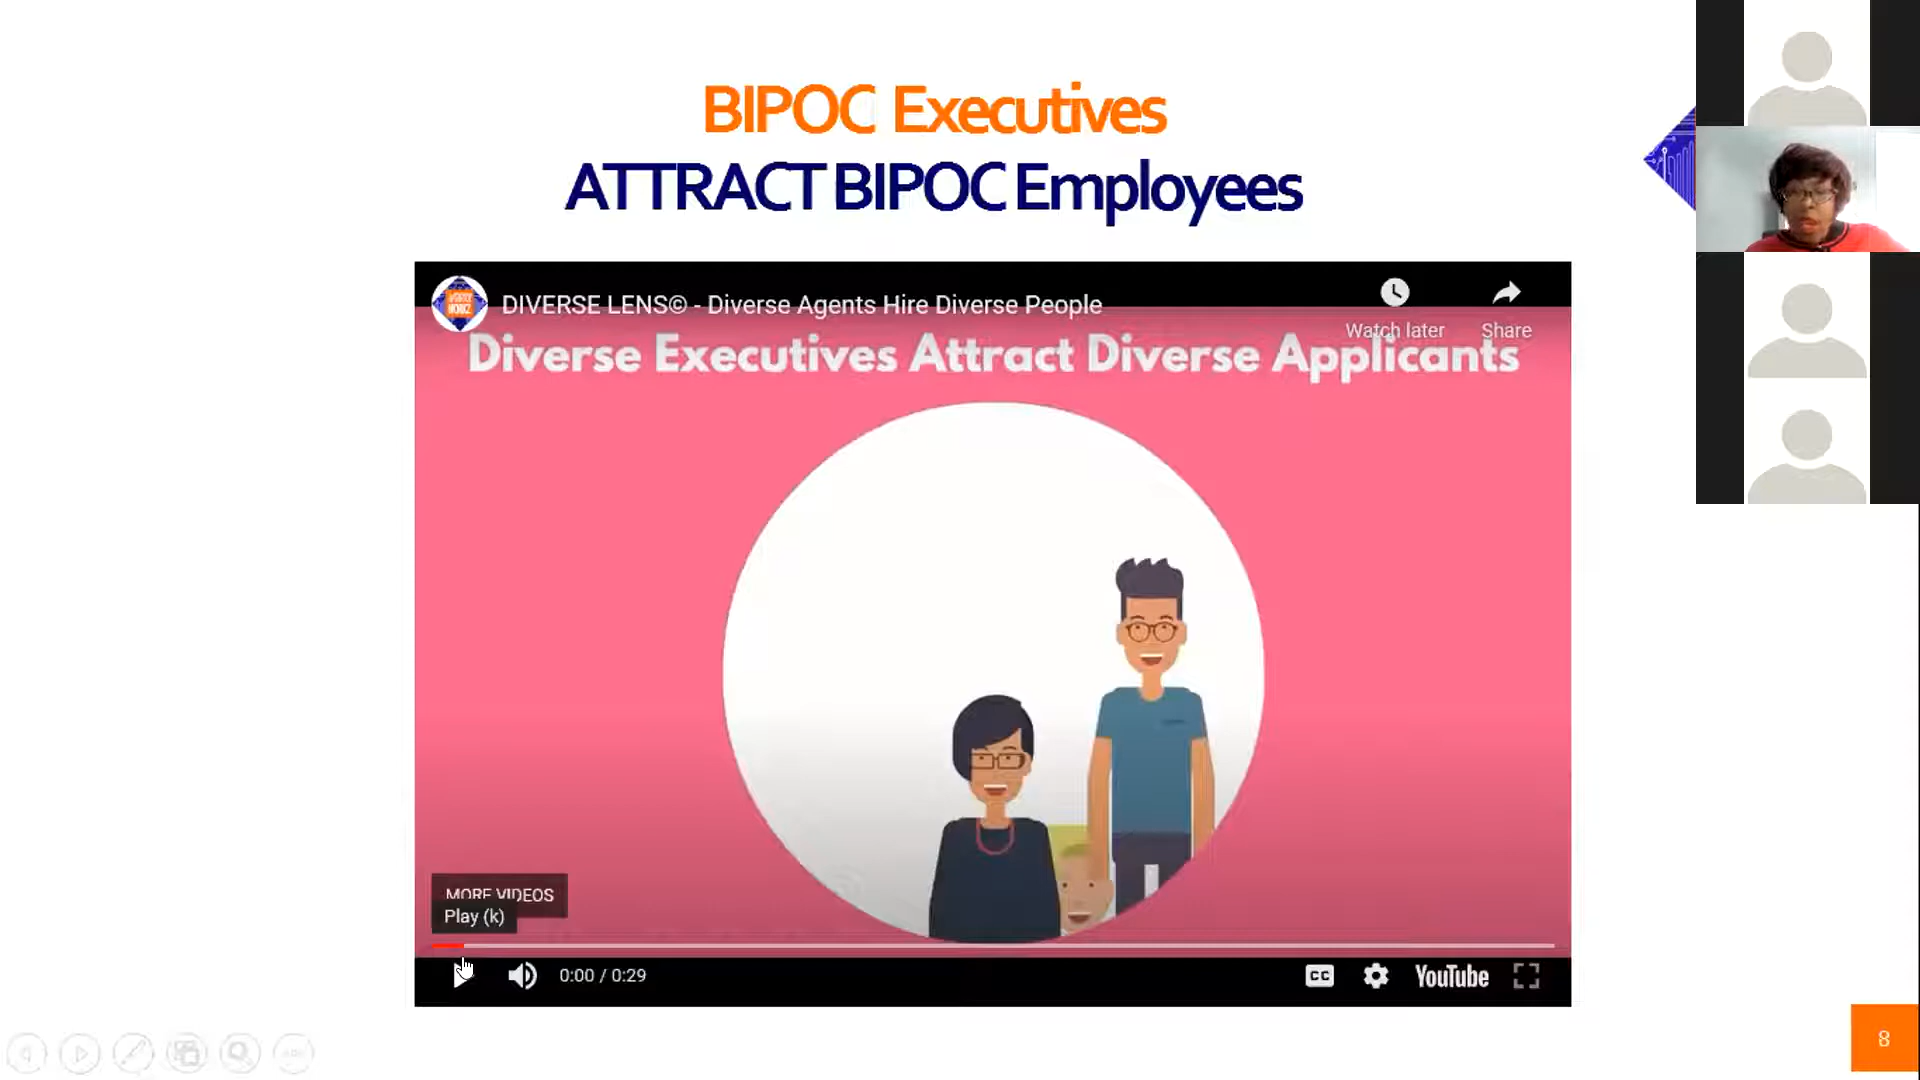 BIPOC Executives
ATTRACT BIPOC Employees
DIVERSE LENS© - Diverse Agents Hire Diverse People
Watch later
Share
Diverse Executives Attract Diverse Applicants
MORE VIDEOS
Play (k)
0:00 / 0:29
CC
YouTube
8